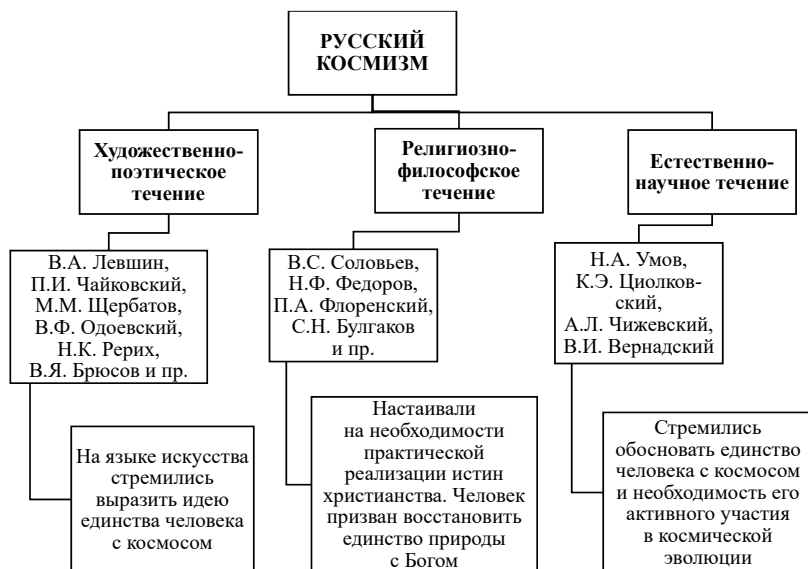 РУССКИЙ
КОСМИЗМ
Художественно-
поэтическое
течение
Религиозно-
философское
течение
Естественно-
научное течение
В.А. Левшин,
П.И. Чайковский,
М.М. Щербатов,
В.Ф. Одоевский,
Н.К. Рерих,
В.Я. Брюсов и пр.
В.С. Соловьев,
Н.Ф. Федоров,
П.А. Флоренский,
С.Н. Булгаков
и пр.
Н.А. Умов,
К.Э. Циолков-
ский,
А.Л. Чижевский,
В.И. Вернадский
На языке искусства
стремились
выразить идею
единства человека
с космосом
Настаивали
на необходимости
практической
реализации истин
христианства. Человек
призван восстановить
единство природы
с Богом
Стремились
обосновать единство
человека с космосом
и необходимость его
активного участия
в космической
эволюции